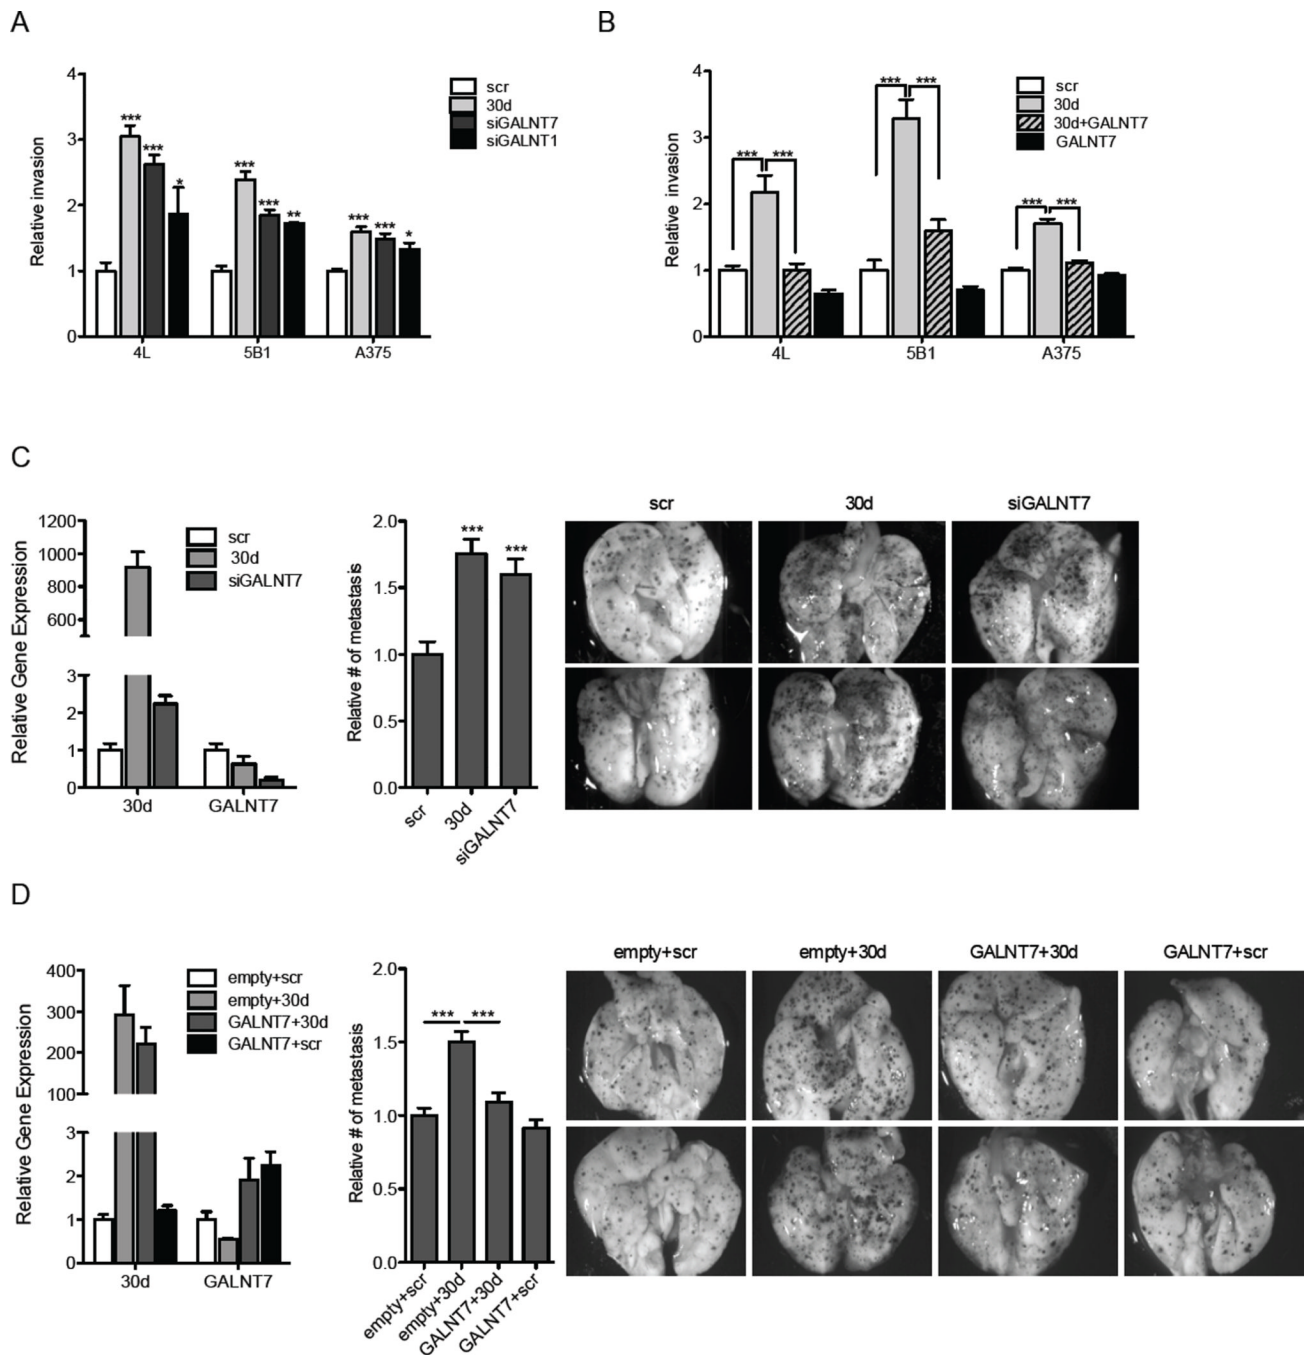 A
Relative invasion
4
3
2
1
0
***
***
*
***
***
**
***
***
*
4L
5B1
A375
scr
30d
siGALNT7
siGALNT1
B
Relative invasion
4
3
2
1
0
***
***
***
***
***
***
4L
5B1
A375
scr
30d
30d+GALNT7
GALNT7
C
Relative Gene Expression
1200
1000
800
600
3
2
1
0
30d
GALNT7
scr
30d
siGALNT7
Relative # of metastasis
2.0
1.5
1.0
0.5
0.0
***
***
scr
30d
siGALNT7
scr
30d
siGALNT7
D
Relative Gene Expression
400
300
200
100
3
2
1
0
30d
GALNT7
empty+scr
empty+30d
GALNT7+30d
GALNT7+scr
Relative # of metastasis
2.0
1.5
1.0
0.5
0.0
***
***
empty+scr
empty+30d
GALNT7+30d
GALNT7+scr
empty+scr
empty+30d
GALNT7+30d
GALNT7+scr